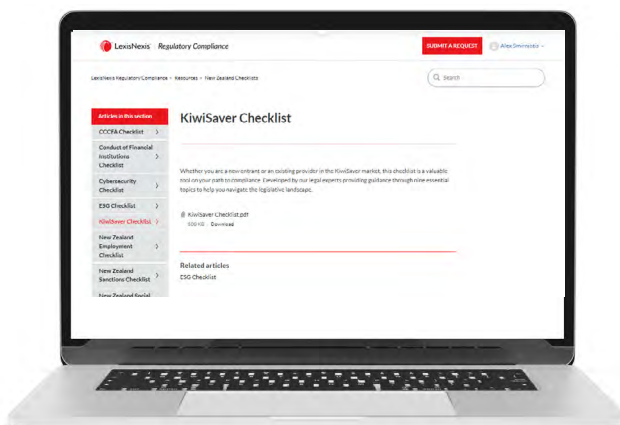 LexisNexis Regulatory Compliance
SUBMIT A REQUEST
LexisNexis Regulatory Compliance > Resources > New Zealand Checklists
Search
Articles in this section
KiwiSaver Checklist
CCCFA Checklist
Conduct of Financial
Institutions
Checklist
Whether you are a new entrant or an existing provider in the KiwiSaver market, this checklist is a valuable
tool on your path to compliance. Developed by our legal experts providing guidance through nine essential
topics to help you navigate the legislative landscape.
Cybersecurity
Checklist
ESG Checklist
KiwiSaver Checklist
KiwiSaver Checklist.pdf
Download
New Zealand
Employment
Checklist
New Zealand
Sanctions Checklist
Related articles
ESG Checklist
New Zealand Social